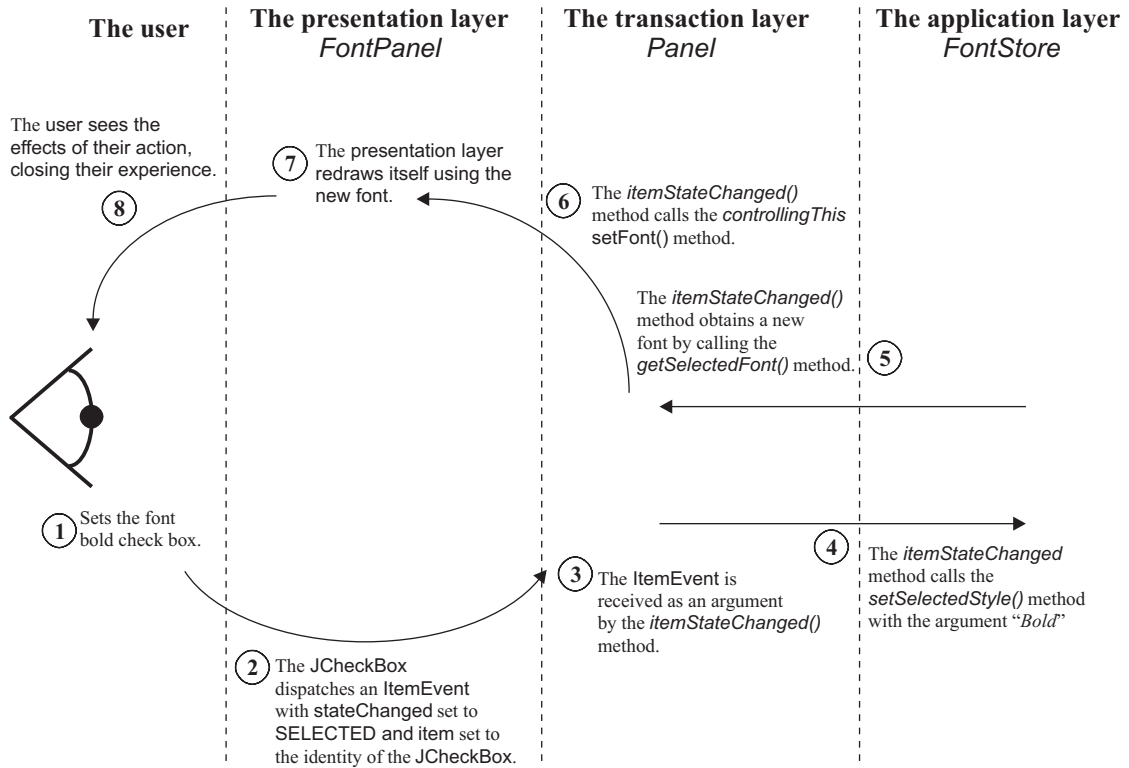 The user
The presentation layer
FontPanel
The transaction layer
Panel
The application layer
FontStore
The user sees the
effects of their action,
closing their experience.
8
7
The presentation layer
redraws itself using the
new font.
6
The itemStateChanged()
method calls the controllingThis
setFont() method.
The itemStateChanged()
method obtains a new
font by calling the
getSelectedFont() method.
5
1
Sets the font
bold check box.
2
The JCheckBox
dispatches an ItemEvent
with stateChanged set to
SELECTED and item set to
the identity of the JCheckBox.
3
The ItemEvent is
received as an argument
by the itemStateChanged()
method.
4
The itemStateChanged
method calls the
setSelectedStyle() method
with the argument “Bold”